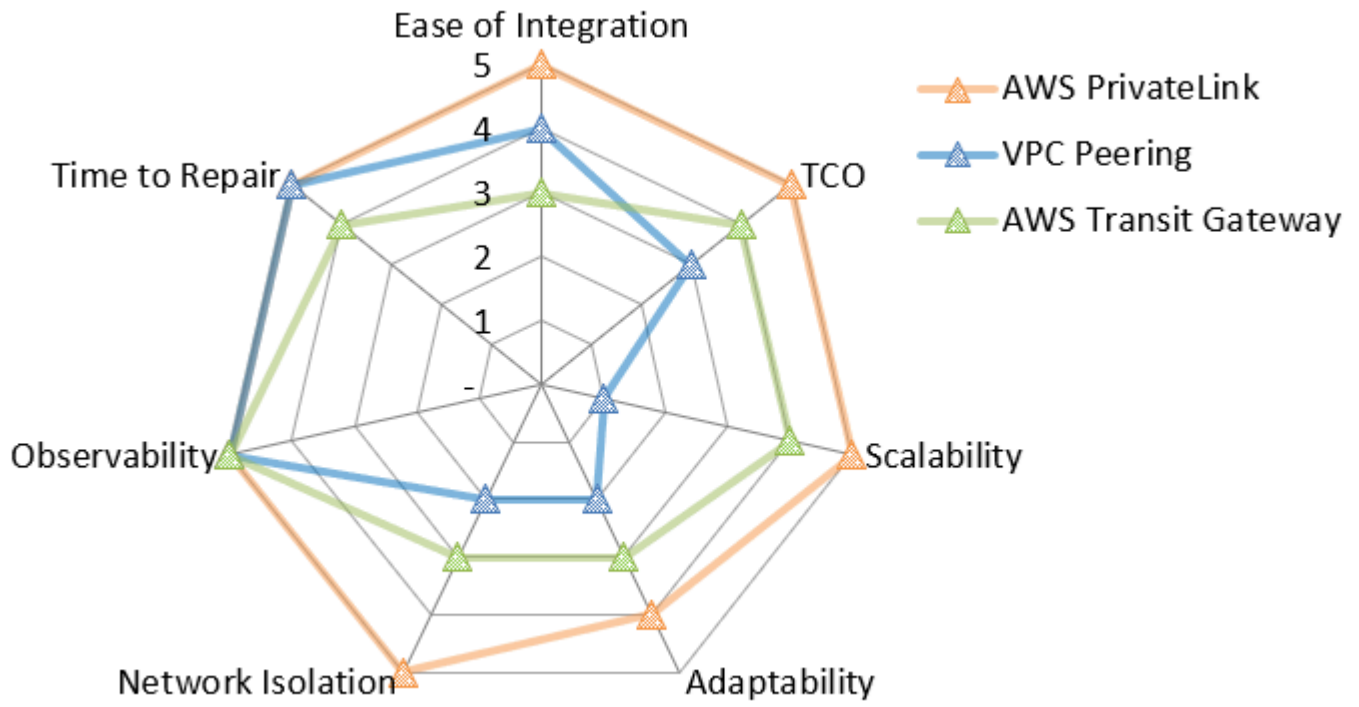 Ease of Integration
5
4
3
2
1
-
TCO
Scalability
Adaptability
Network Isolation
Observability
Time to Repair
AWS PrivateLink
VPC Peering
AWS Transit Gateway